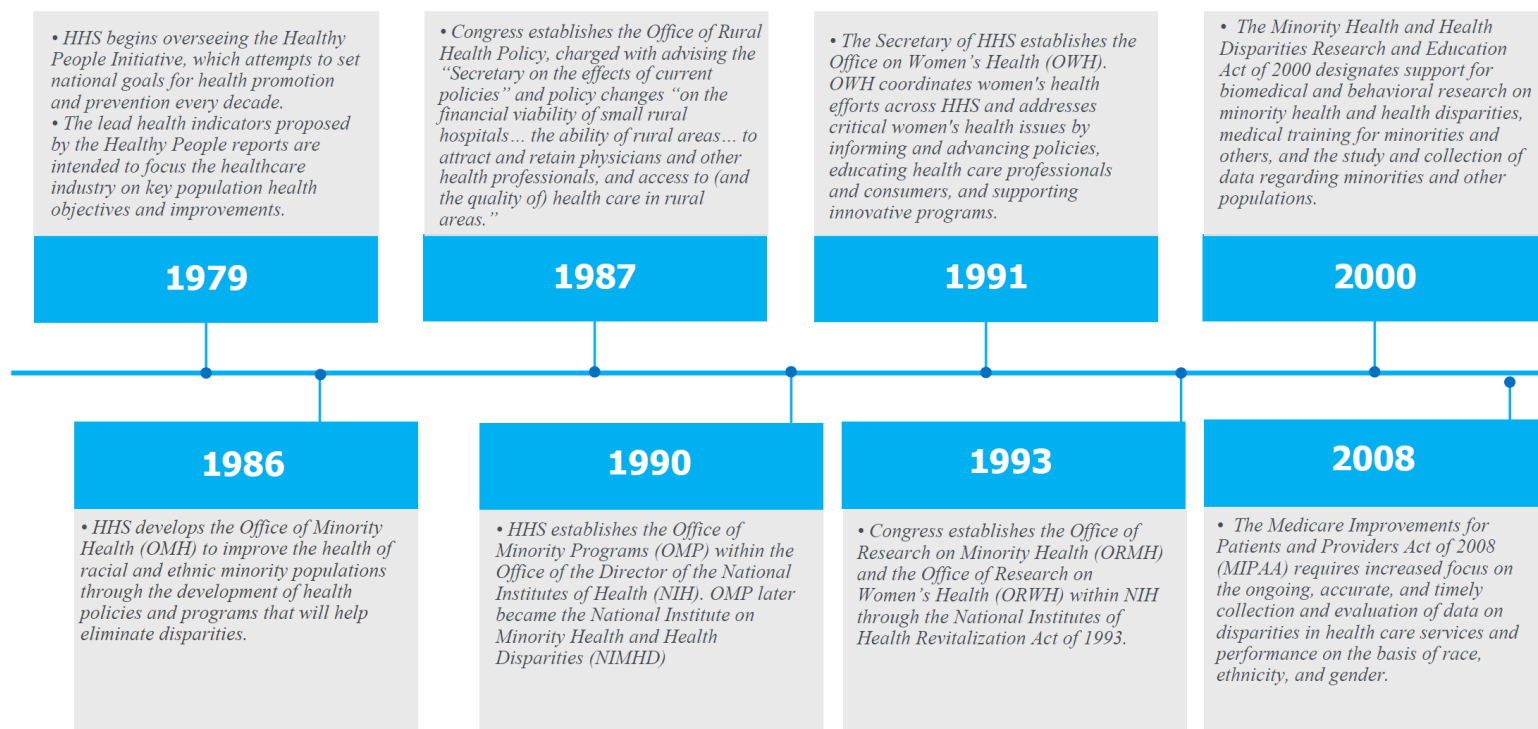 • HHS begins overseeing the Healthy
People Initiative, which attempts to set
national goals for health promotion
and prevention every decade.
• The lead health indicators proposed
by the Healthy People reports are
intended to focus the healthcare
industry on key population health
objectives and improvements.
1979
• Congress establishes the Office of Rural
Health Policy, charged with advising the
“Secretary on the effects of current
policies” and policy changes “on the
financial viability of small rural
hospitals… the ability of rural areas… to
attract and retain physicians and other
health professionals, and access to (and
the quality of) health care in rural
areas.”
1987
• The Secretary of HHS establishes the
Office on Women’s Health (OWH).
OWH coordinates women's health
efforts across HHS and addresses
critical women's health issues by
informing and advancing policies,
educating health care professionals
and consumers, and supporting
innovative programs.
1991
• The Minority Health and Health
Disparities Research and Education
Act of 2000 designates support for
biomedical and behavioral research on
minority health and health disparities,
medical training for minorities and
others, and the study and collection of
data regarding minorities and other
populations.
2000
1986
• HHS develops the Office of Minority
Health (OMH) to improve the health of
racial and ethnic minority populations
through the development of health
policies and programs that will help
eliminate disparities.
1990
• HHS establishes the Office of
Minority Programs (OMP) within the
Office of the Director of the National
Institutes of Health (NIH). OMP later
became the National Institute on
Minority Health and Health
Disparities (NIMHD)
1993
• Congress establishes the Office of
Research on Minority Health (ORMH)
and the Office of Research on
Women’s Health (ORWH) within NIH
through the National Institutes of
Health Revitalization Act of 1993.
2008
• The Medicare Improvements for
Patients and Providers Act of 2008
(MIPAA) requires increased focus on
the ongoing, accurate, and timely
collection and evaluation of data on
disparities in health care services and
performance on the basis of race,
ethnicity, and gender.